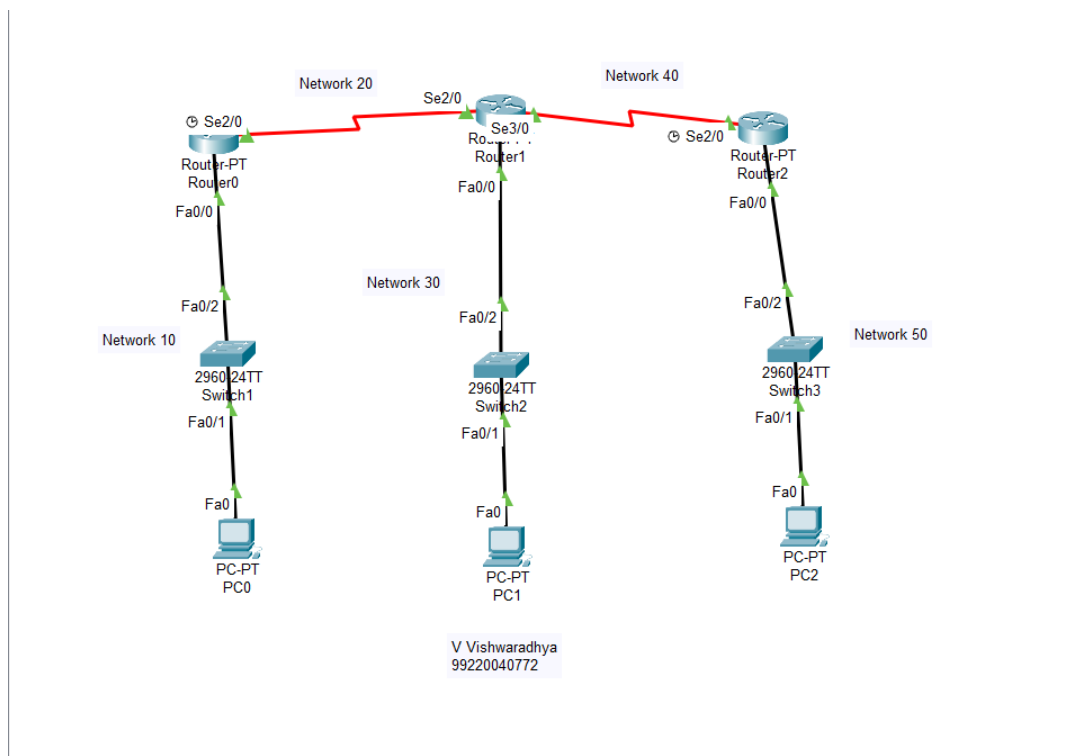 Network 20
Network 40
Se2/0
Se2/0
Se3/0
Se2/0
Router-PT
Router0
Router1
Router-PT
Router2
Fa0/0
Fa0/0
Fa0/0
Network 30
Fa0/2
Fa0/2
Fa0/2
Network 10
Network 50
2960-24TT
Switch1
2960-24TT
Switch2
2960-24TT
Switch3
Fa0/1
Fa0/1
Fa0/1
Fa0
Fa0
Fa0
PC-PT
PC0
PC-PT
PC1
PC-PT
PC2
V Vishwaradhya
99220040772